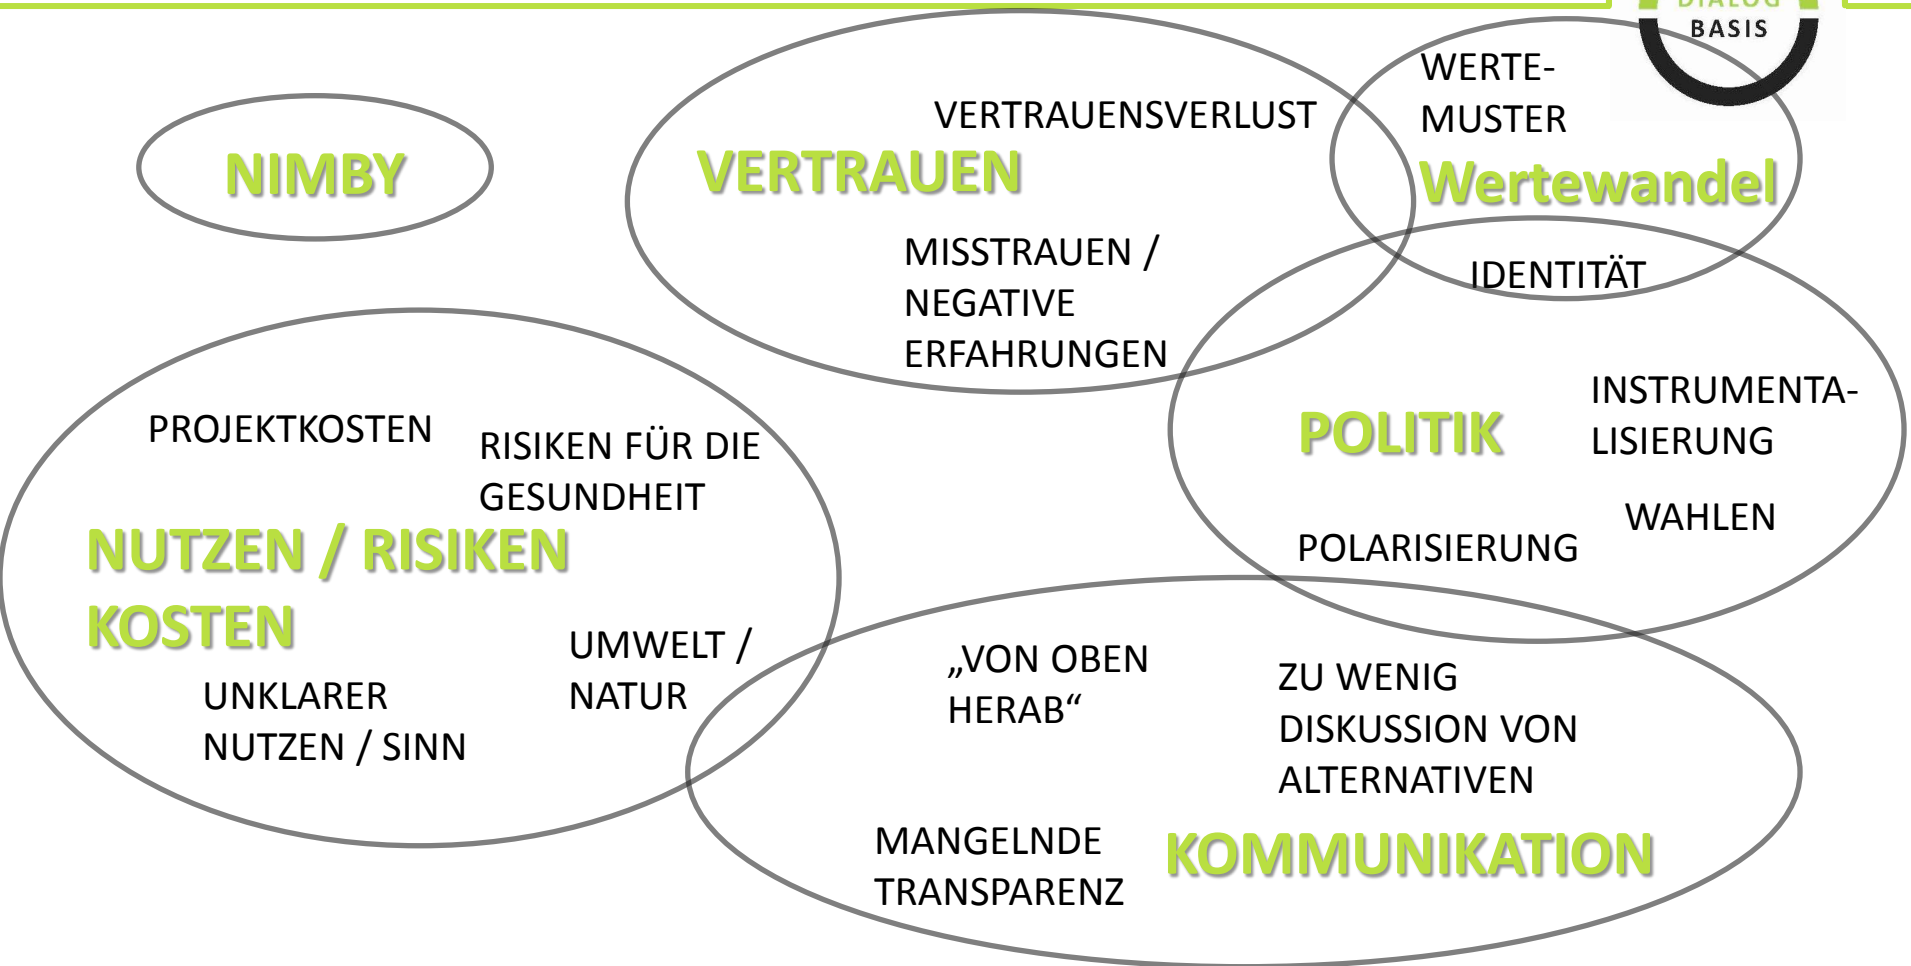 DIALOG
BASIS
NIMBY
VERTRAUENSVERLUST
VERTRAUEN
MISSTRAUEN /
NEGATIVE
ERFAHRUNGEN
WERTE-
MUSTER
Wertewandel
IDENTITÄT
PROJEKTKOSTEN
RISIKEN FÜR DIE
GESUNDHEIT
NUTZEN / RISIKEN
KOSTEN
UMWELT /
NATUR
UNKLARER
NUTZEN / SINN
POLITIK
INSTRUMENTA-
LISIERUNG
WAHLEN
POLARISIERUNG
„VON OBEN
HERAB“
ZU WENIG
DISKUSSION VON
ALTERNATIVEN
MANGELNDE
TRANSPARENZ
KOMMUNIKATION